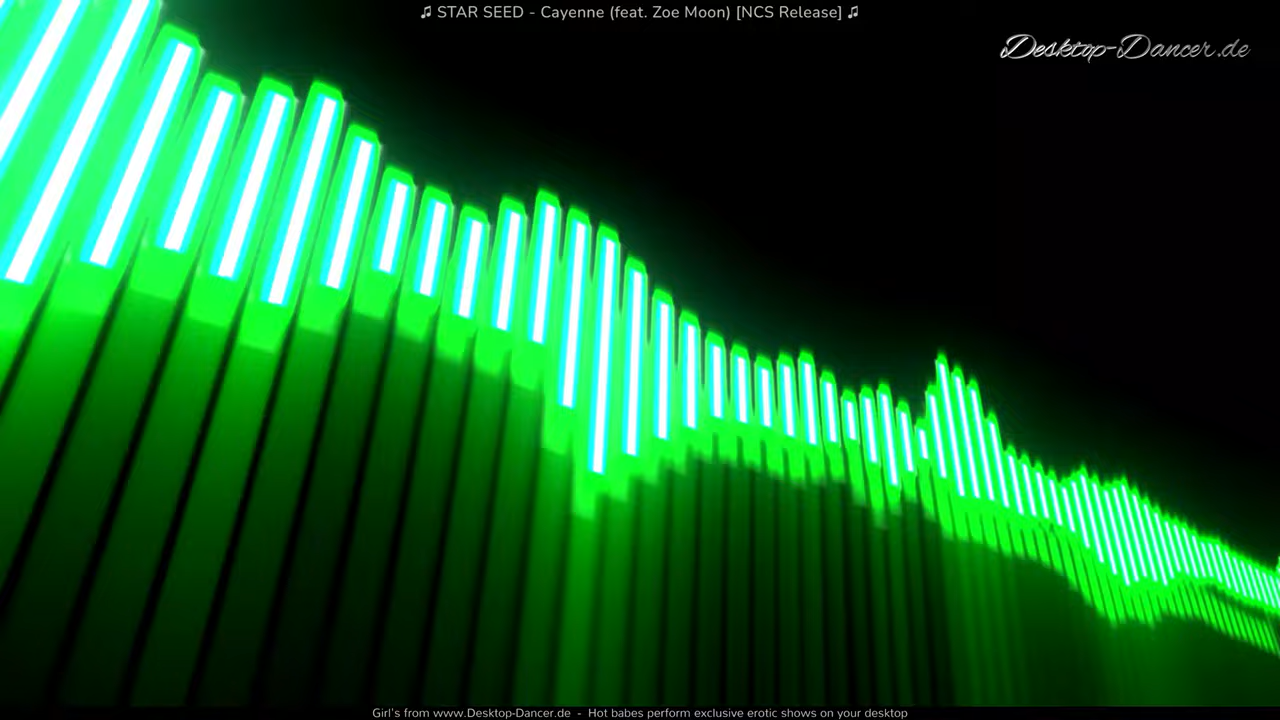 ♫ STAR SEED - Cayenne (feat. Zoe Moon) [NCS Release] ♫
Desktop-Dancer.de
Girl's from www.Desktop-Dancer.de - Hot babes perform exclusive erotic shows on your desktop